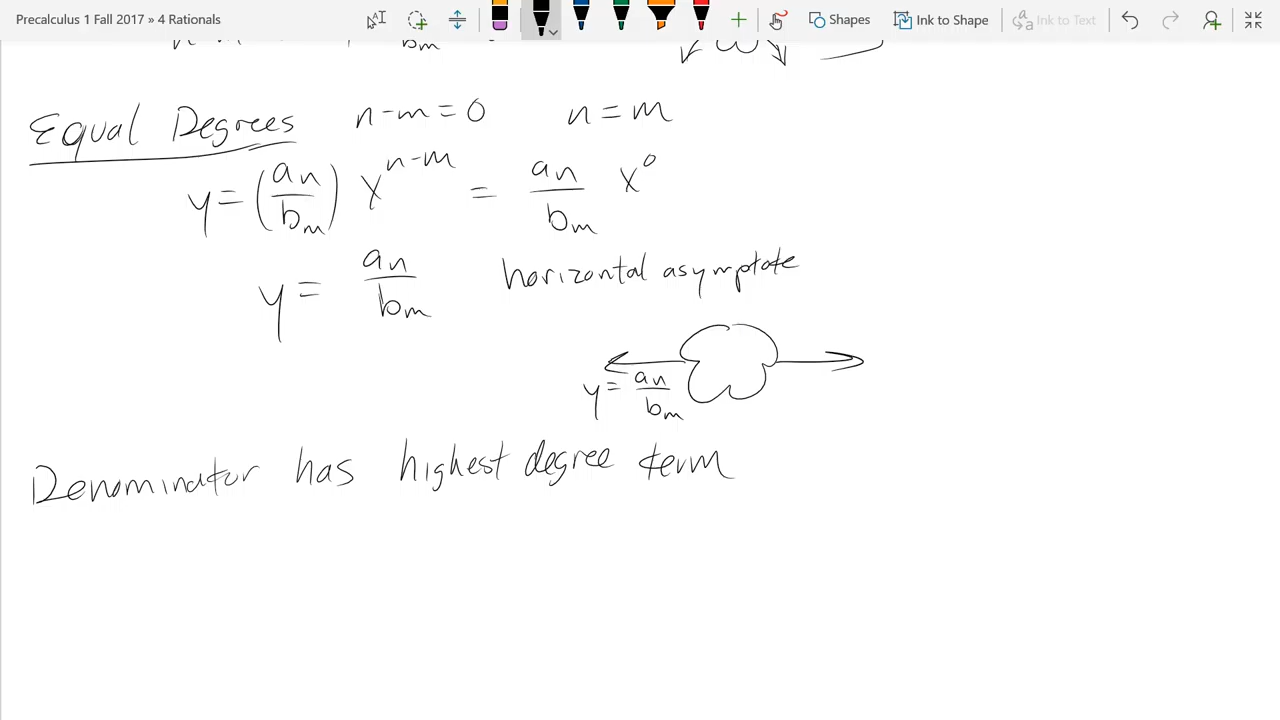 Precalculus 1 Fall 2017 » 4 Rationals
Shapes Ink to Shape Ink to Text
bm
Equal Degrees n-m=0 n=m
y=(an/bm) x^n-m = an/bm x^0
y= an/bm horizontal asymptote
y= an/bm
Denominator has highest degree term